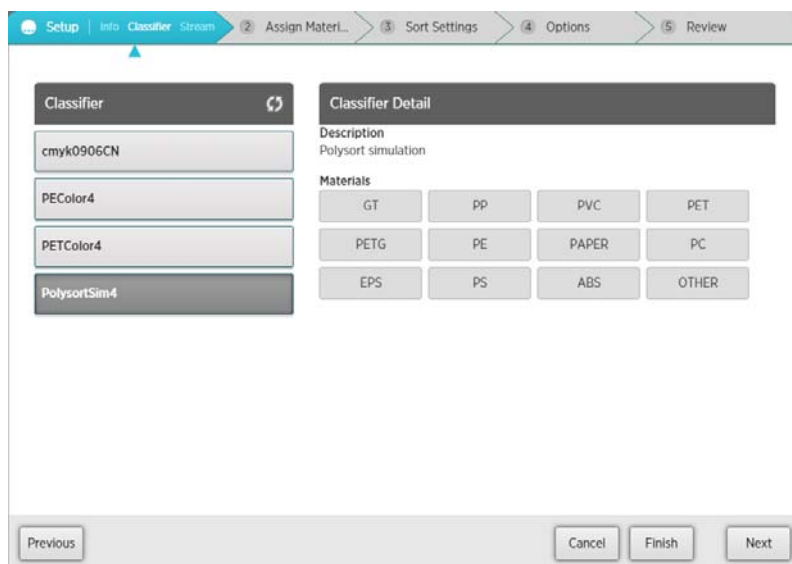 Setup | Info Classifier Stream 2 Assign Materi... 3 Sort Settings 4 Options 5 Review
Classifier
cmyk0906CN
PEColor4
PETColor4
PolysortSim4
Classifier Detail
Description
Polysort simulation
Materials
GT PP PVC PET
PETG PE PAPER PC
EPS PS ABS OTHER
Previous Cancel Finish Next